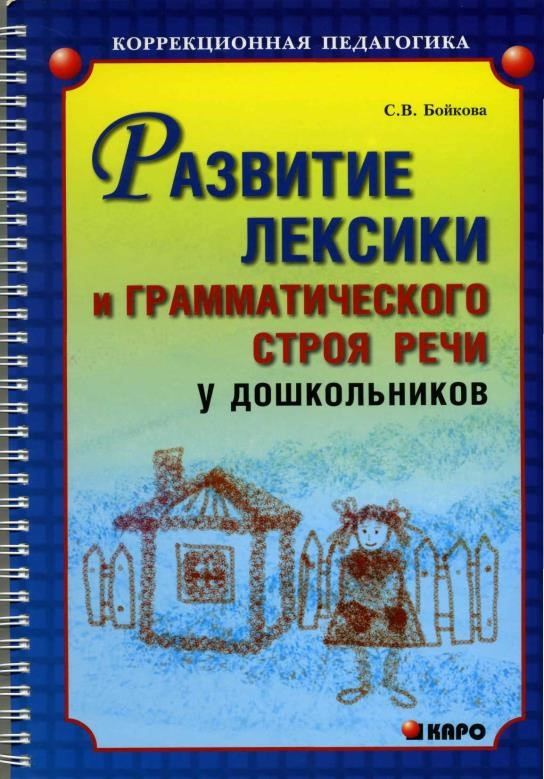 КОРРЕКЦИОННАЯ ПЕДАГОГИКА
С.В. Бойкова
РАЗВИТИЕ
ЛЕКСИКИ
И ГРАММАТИЧЕСКОГО
СТРОЯ РЕЧИ
У ДОШКОЛЬНИКОВ
КАРО